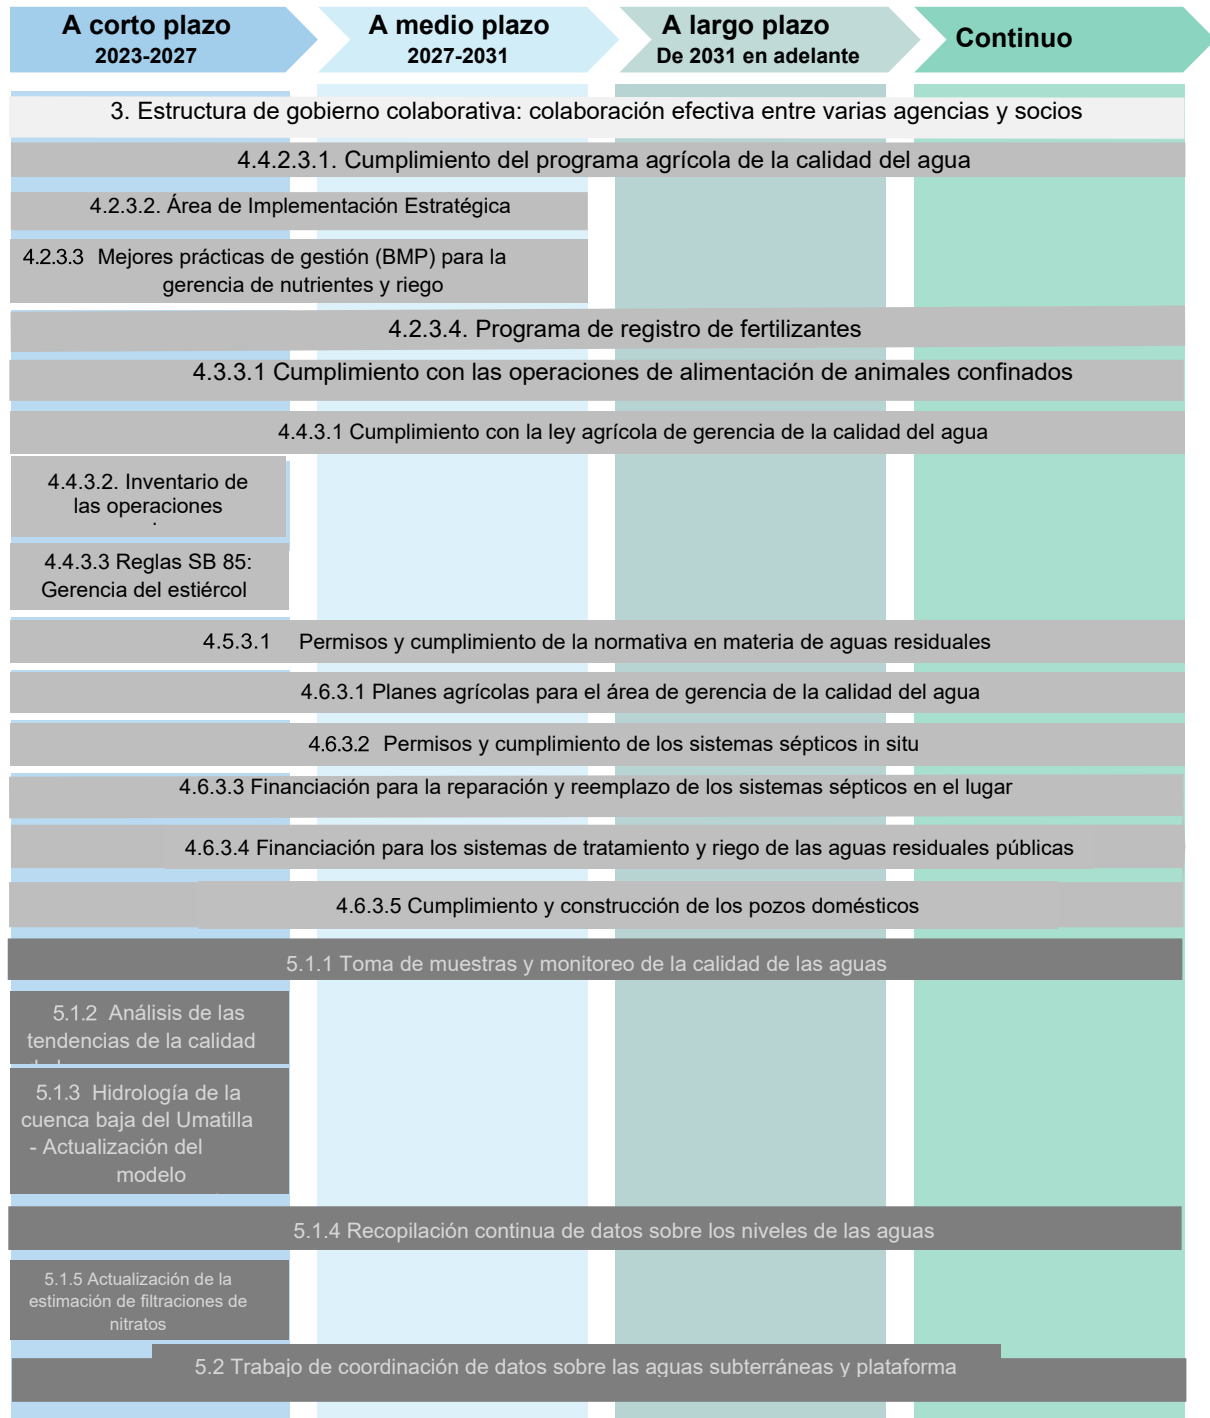 A corto plazo
2023-2027
A medio plazo
2027-2031
A largo plazo
De 2031 en adelante
Continuo
3. Estructura de gobierno colaborativa: colaboración efectiva entre varias agencias y socios
4.4.2.3.1. Cumplimiento del programa agrícola de la calidad del agua
4.2.3.2. Área de Implementación Estratégica
4.2.3.3 Mejores prácticas de gestión (BMP) para la
gerencia de nutrientes y riego
4.2.3.4. Programa de registro de fertilizantes
4.3.3.1 Cumplimiento con las operaciones de alimentación de animales confinados
4.4.3.1 Cumplimiento con la ley agrícola de gerencia de la calidad del agua
4.4.3.2. Inventario de
las operaciones
4.4.3.3 Reglas SB 85:
Gerencia del estiércol
4.5.3.1 Permisos y cumplimiento de la normativa en materia de aguas residuales
4.6.3.1 Planes agrícolas para el área de gerencia de la calidad del agua
4.6.3.2 Permisos y cumplimiento de los sistemas sépticos in situ
4.6.3.3 Financiación para la reparación y reemplazo de los sistemas sépticos en el lugar
4.6.3.4 Financiación para los sistemas de tratamiento y riego de las aguas residuales públicas
4.6.3.5 Cumplimiento y construcción de los pozos domésticos
5.1.1 Toma de muestras y monitoreo de la calidad de las aguas
5.1.2 Análisis de las
tendencias de la calidad
5.1.3 Hidrología de la
cuenca baja del Umatilla
- Actualización del
modelo
5.1.4 Recopilación continua de datos sobre los niveles de las aguas
5.1.5 Actualización de la
estimación de filtraciones de
nitratos
5.2 Trabajo de coordinación de datos sobre las aguas subterráneas y plataforma